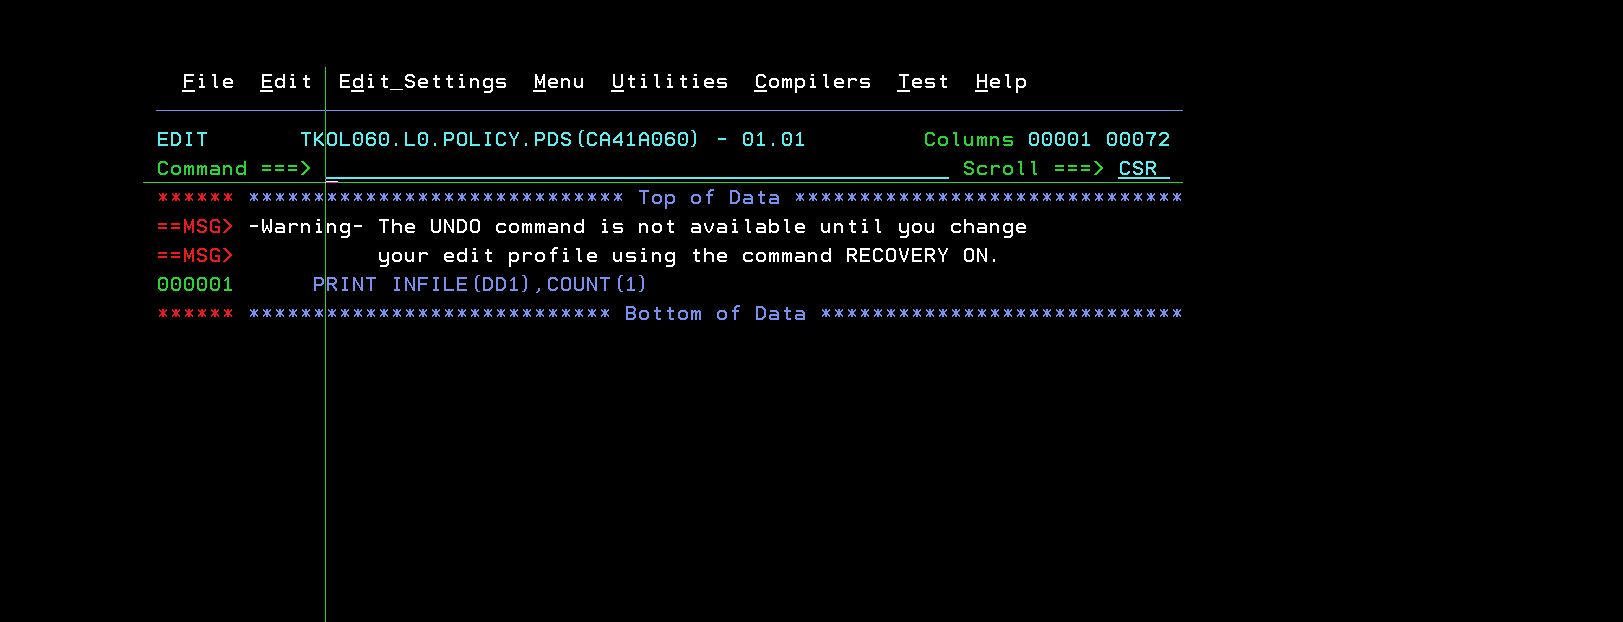 File  Edit  Edit_Settings  Menu  Utilities  Compilers  Test  Help
EDIT       TKOL060.L0.POLICY.PDS(CA41A060) - 01.01         Columns 00001 00072
Command ===>                                                  Scroll ===> CSR
****** ***************************** Top of Data ******************************
==MSG> -Warning- The UNDO command is not available until you change
==MSG>           your edit profile using the command RECOVERY ON.
000001      PRINT INFILE(DD1),COUNT(1)
****** **************************** Bottom of Data ****************************